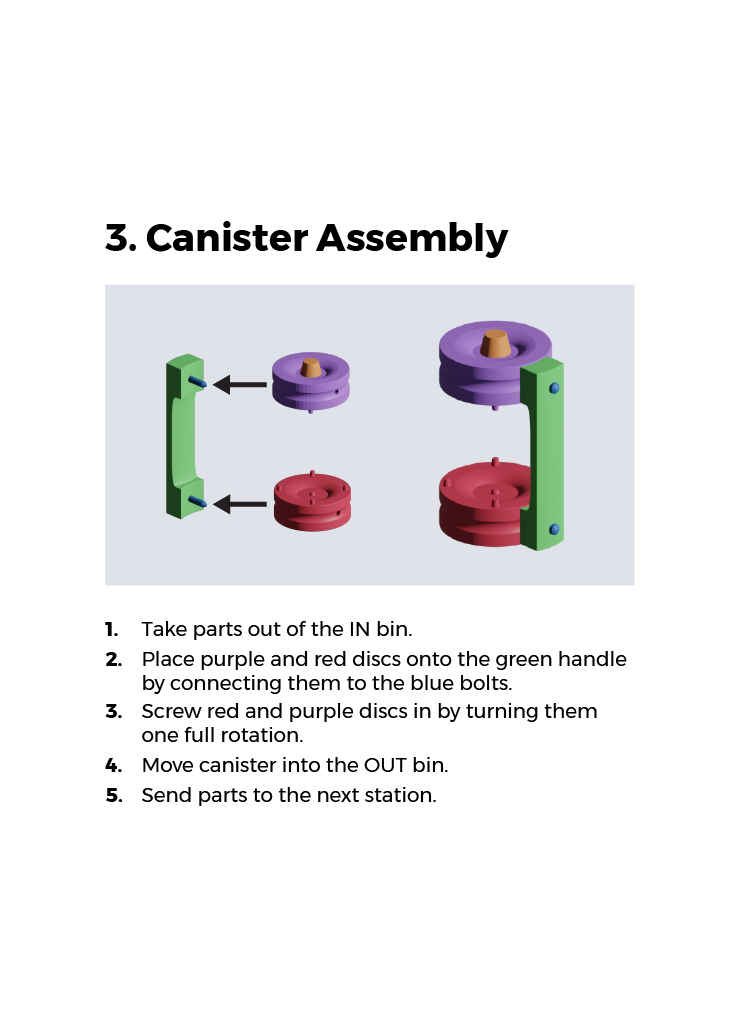 3. Canister Assembly
1. Take parts out of the IN bin.
2. Place purple and red discs onto the green handle
by connecting them to the blue bolts.
3. Screw red and purple discs in by turning them
one full rotation.
4. Move canister into the OUT bin.
5. Send parts to the next station.